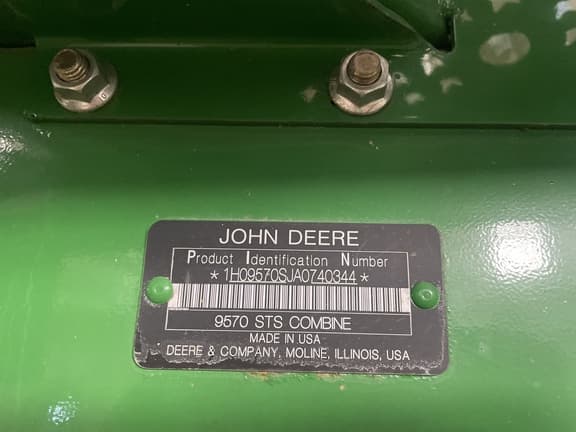 JOHN DEERE
Product Identification Number
*1H09570SJA0740344*
9570 STS COMBINE
MADE IN USA
DEERE & COMPANY, MOLINE, ILLINOIS, USA